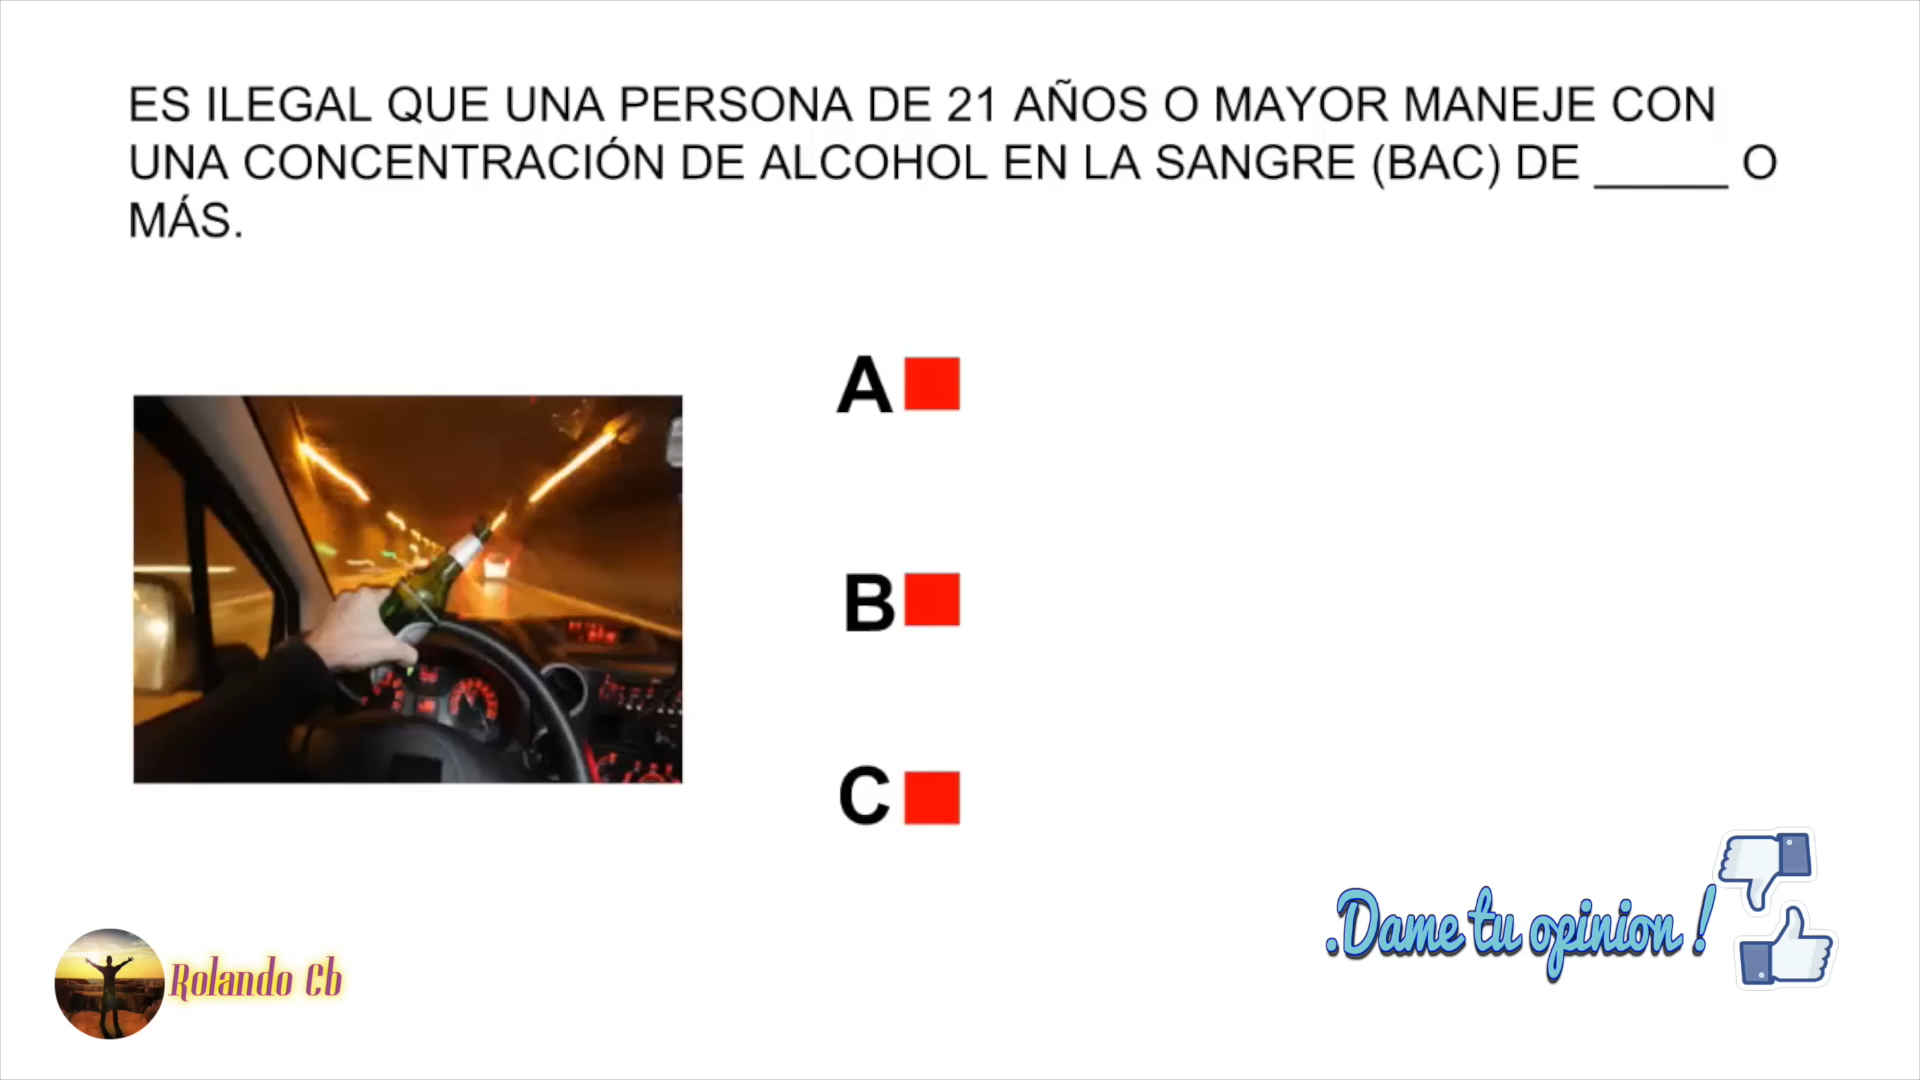 ES ILEGAL QUE UNA PERSONA DE 21 AÑOS O MAYOR MANEJE CON
UNA CONCENTRACIÓN DE ALCOHOL EN LA SANGRE (BAC) DE _____ O
MÁS.
A
B
C
.Dame tu opinion !
Rolando Cb